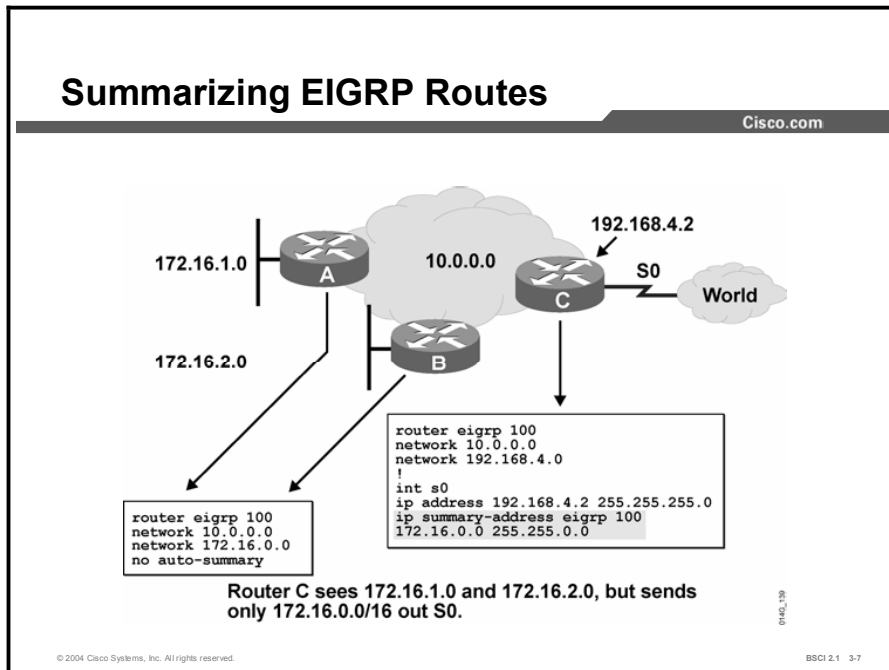 Summarizing EIGRP Routes
Cisco.com
192.168.4.2
172.16.1.0
A
10.0.0.0
C
S0
World
172.16.2.0
B
router eigrp 100
network 10.0.0.0
network 192.168.4.0
!
int s0
ip address 192.168.4.2 255.255.255.0
ip summary-address eigrp 100
172.16.0.0 255.255.0.0
router eigrp 100
network 10.0.0.0
network 172.16.0.0
no auto-summary
Router C sees 172.16.1.0 and 172.16.2.0, but sends
only 172.16.0.0/16 out S0.
014G_139
© 2004 Cisco Systems, Inc. All rights reserved.
BSCI 2.1 3-7